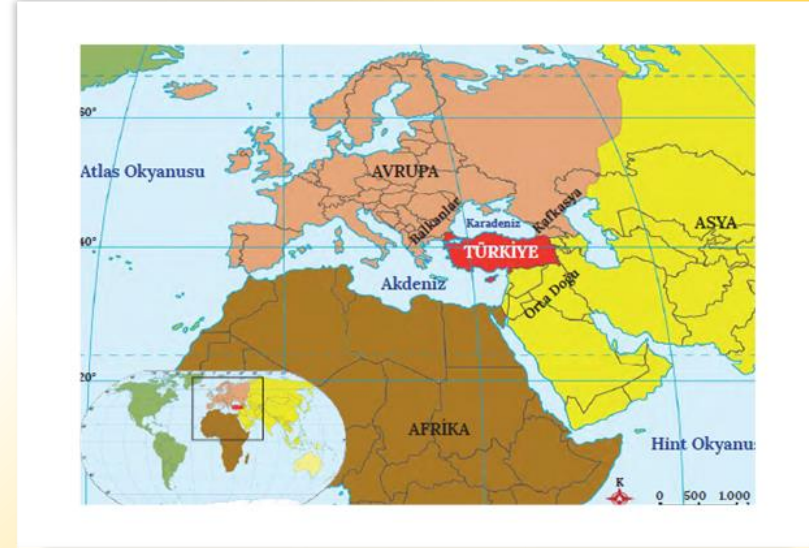 60°
Atlas Okyanusu
AVRUPA
Balkanlar
Karadeniz
Kafkasya
ASYA
40°
TÜRKİYE
Akdeniz
Orta Doğu
20°
AFRİKA
Hint Okyanu
K
0 500 1.000